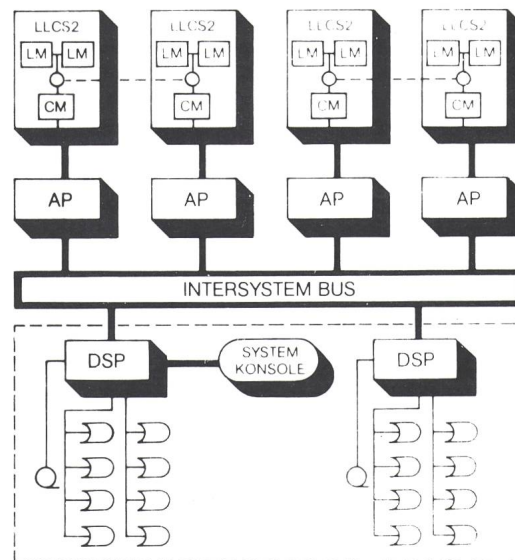 LLCS2 LLCS2 LLCS2 LLCS2
LM LM LM LM LM LM LM LM
CM CM CM CM
AP AP AP AP
INTERSYSTEM BUS
DSP SYSTEM KONSOLE DSP